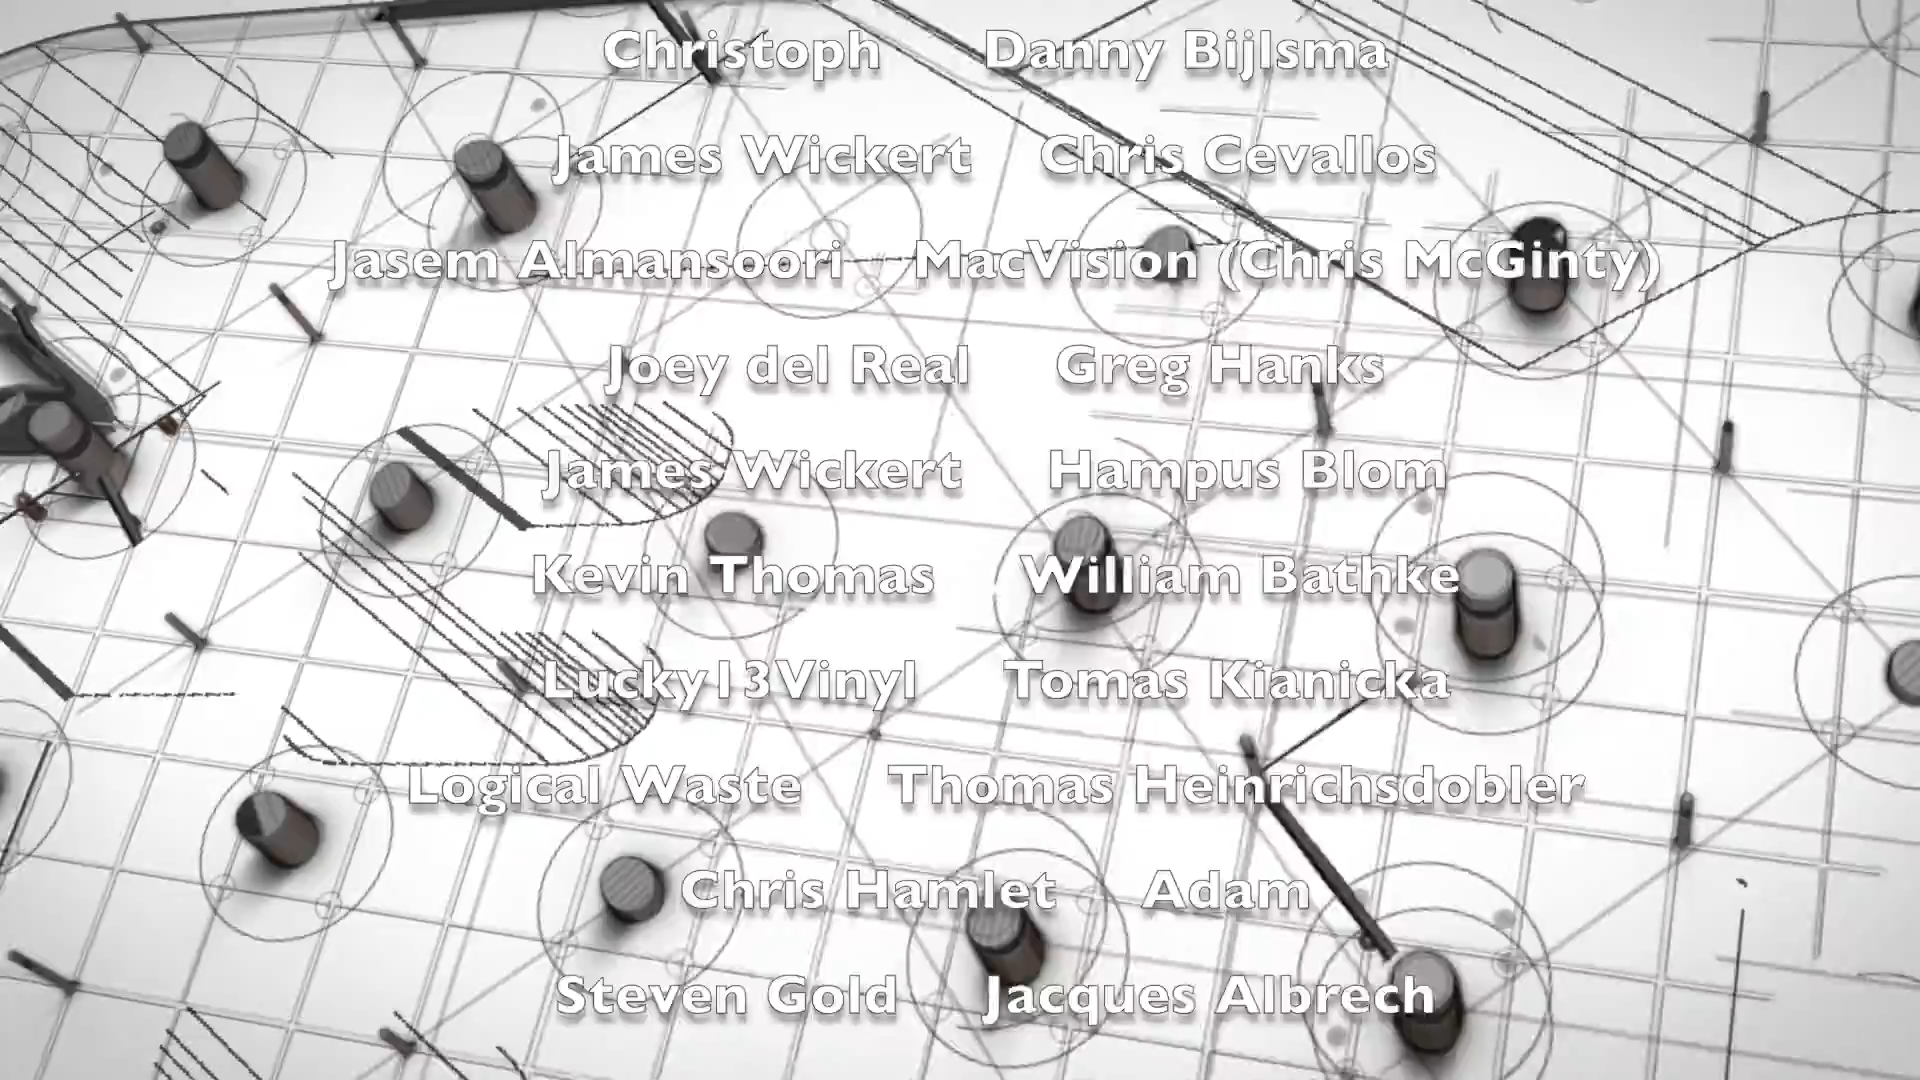 Christoph Danny Bijlsma
James Wickert Chris Cevallos
Jasem Almansoori MacVision (Chris McGinty)
Joey del Real Greg Hanks
James Wickert Hampus Blom
Kevin Thomas William Bathke
Lucky13Vinyl Tomas Kianicka
Logical Waste Thomas Heinrichsdobler
Chris Hamlet Adam
Steven Gold Jacques Albrech